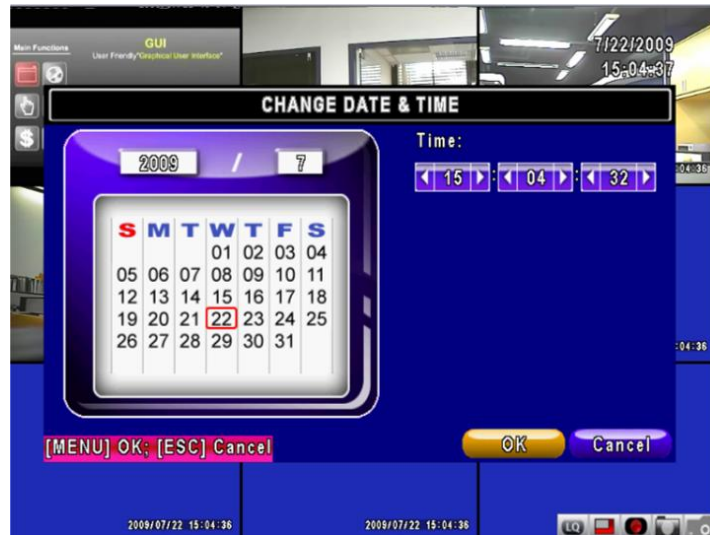 Main Functions
GUI
User Friendly"Graphical User Interface"
7/22/2009
15:04:37
CHANGE DATE & TIME
2009 / 7
Time:
15 : 04 : 32
:04:36
S M T W T F S
01 02 03 04
05 06 07 08 09 10 11
12 13 14 15 16 17 18
19 20 21 22 23 24 25
26 27 28 29 30 31
:04:36
[MENU] OK; [ESC] Cancel
OK
Cancel
2009/07/22 15:04:36
2009/07/22 15:04:36
LQ